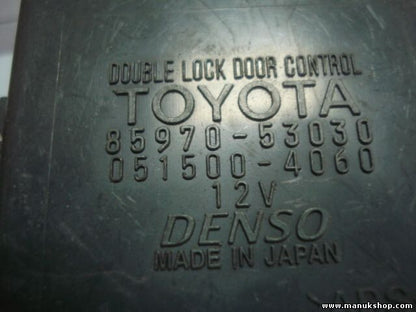 DOUBLE LOCK DOOR CONTROL
TOYOTA
85970-53030
051500-4060
12V
DENSO
MADE IN JAPAN
www.manukshop.com